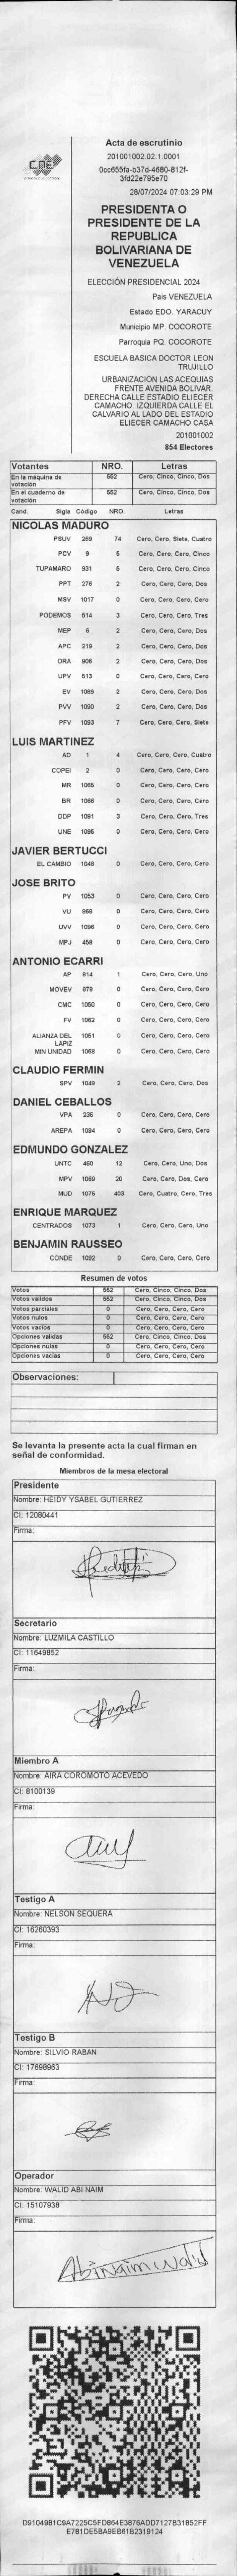 CNE
Acta de escrutinio
201001002.02.1.0001
0cc655fa-b37d-4680-812f-
3fd22e795e70
28/07/2024 07:03:29 PM
PRESIDENTA O
PRESIDENTE DE LA
REPUBLICA
BOLIVARIANA DE
VENEZUELA
ELECCIÓN PRESIDENCIAL 2024
País VENEZUELA
Estado EDO. YARACUY
Municipio MP. COCOROTE
Parroquia PQ. COCOROTE
ESCUELA BASICA DOCTOR LEON
TRUJILLO
URBANIZACION LAS ACEQUIAS
FRENTE AVENIDA BOLIVAR.
DERECHA CALLE ESTADIO ELIECER
CAMACHO. IZQUIERDA CALLE EL
CALVARIO AL LADO DEL ESTADIO
ELIECER CAMACHO CASA
201001002
854 Electores
Votantes NRO. Letras
En la máquina de
votación 552 Cero, Cinco, Cinco, Dos
En el cuaderno de
votación 552 Cero, Cinco, Cinco, Dos
Cand. Sigla Código NRO. Letras
NICOLAS MADURO
PSUV 269 74 Cero, Cero, Siete, Cuatro
PCV 9 5 Cero, Cero, Cero, Cinco
TUPAMARO 931 5 Cero, Cero, Cero, Cinco
PPT 276 2 Cero, Cero, Cero, Dos
MSV 1017 0 Cero, Cero, Cero, Cero
PODEMOS 514 3 Cero, Cero, Cero, Tres
MEP 6 2 Cero, Cero, Cero, Dos
APC 219 2 Cero, Cero, Cero, Dos
ORA 906 2 Cero, Cero, Cero, Dos
UPV 513 0 Cero, Cero, Cero, Cero
EV 1089 2 Cero, Cero, Cero, Dos
PVV 1090 2 Cero, Cero, Cero, Dos
PFV 1093 7 Cero, Cero, Cero, Siete
LUIS MARTINEZ
AD 1 4 Cero, Cero, Cero, Cuatro
COPEI 2 0 Cero, Cero, Cero, Cero
MR 1065 0 Cero, Cero, Cero, Cero
BR 1066 0 Cero, Cero, Cero, Cero
DDP 1091 3 Cero, Cero, Cero, Tres
UNE 1095 0 Cero, Cero, Cero, Cero
JAVIER BERTUCCI
EL CAMBIO 1048 0 Cero, Cero, Cero, Cero
JOSE BRITO
PV 1053 0 Cero, Cero, Cero, Cero
VU 868 0 Cero, Cero, Cero, Cero
UVV 1096 0 Cero, Cero, Cero, Cero
MPJ 458 0 Cero, Cero, Cero, Cero
ANTONIO ECARRI
AP 814 1 Cero, Cero, Cero, Uno
MOVEV 879 0 Cero, Cero, Cero, Cero
CMC 1050 0 Cero, Cero, Cero, Cero
FV 1062 0 Cero, Cero, Cero, Cero
ALIANZA DEL
LAPIZ 1051 0 Cero, Cero, Cero, Cero
MIN UNIDAD 1068 0 Cero, Cero, Cero, Cero
CLAUDIO FERMIN
SPV 1049 2 Cero, Cero, Cero, Dos
DANIEL CEBALLOS
VPA 236 0 Cero, Cero, Cero, Cero
AREPA 1094 0 Cero, Cero, Cero, Cero
EDMUNDO GONZALEZ
UNTC 460 12 Cero, Cero, Uno, Dos
MPV 1069 20 Cero, Cero, Dos, Cero
MUD 1076 403 Cero, Cuatro, Cero, Tres
ENRIQUE MARQUEZ
CENTRADOS 1073 1 Cero, Cero, Cero, Uno
BENJAMIN RAUSSEO
CONDE 1092 0 Cero, Cero, Cero, Cero
Resumen de votos
Votos 552 Cero, Cinco, Cinco, Dos
Votos validos 552 Cero, Cinco, Cinco, Dos
Votos parciales 0 Cero, Cero, Cero, Cero
Votos nulos 0 Cero, Cero, Cero, Cero
Votos vacios 0 Cero, Cero, Cero, Cero
Opciones validas 552 Cero, Cinco, Cinco, Dos
Opciones nulas 0 Cero, Cero, Cero, Cero
Opciones vacías 0 Cero, Cero, Cero, Cero
Observaciones:
Se levanta la presente acta la cual firman en
señal de conformidad.
Miembros de la mesa electoral
Presidente
Nombre: HEIDY YSABEL GUTIERREZ
CI: 12080441
Firma:
Secretario
Nombre: LUZMILA CASTILLO
CI: 11649852
Firma:
Miembro A
Nombre: AIRA COROMOTO ACEVEDO
CI: 8100139
Firma:
Testigo A
Nombre: NELSON SEQUERA
CI: 16260393
Firma:
Testigo B
Nombre: SILVIO RABAN
CI: 17698963
Firma:
Operador
Nombre: WALID ABI NAIM
CI: 15107938
Firma:
Abi Naim Walid
D9104981C9A7225C5FD864E3876ADD7127B31852FF
E781DE5BA9EB61B2319124